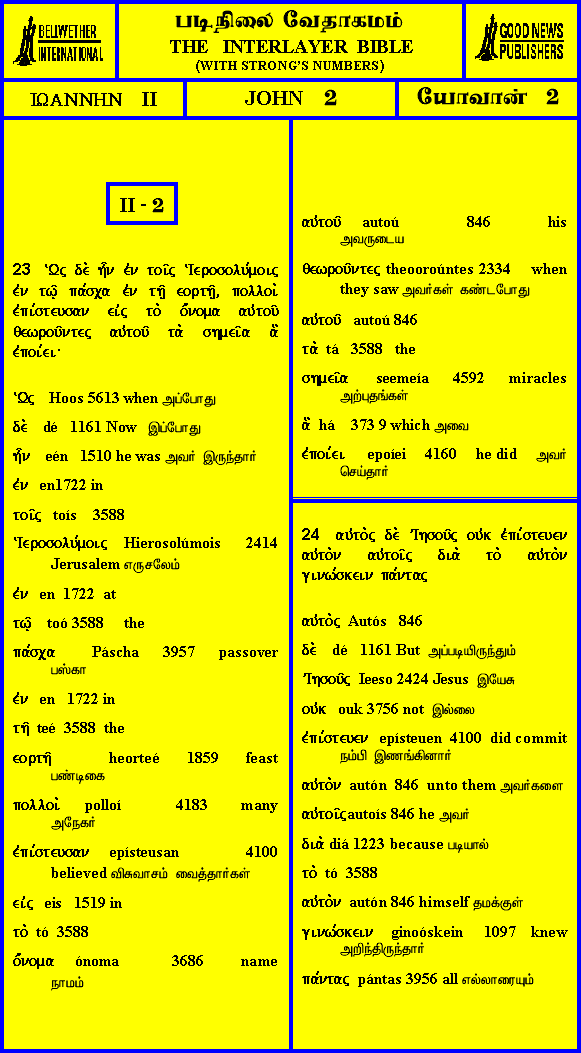 BELLWETHER
INTERNATIONAL
படிநிலை வேதாகமம்
THE INTERLAYER BIBLE
(WITH STRONG'S NUMBERS)
GOOD NEWS
PUBLISHERS
ΙΩΑΝΝΗΝ II
JOHN 2
யோவான் 2
II - 2
23 Ὡς δὲ ἦν ἐν τοῖς Ἱεροσολύμοις
ἐν τῷ πάσχα ἐν τῇ ἑορτῇ, πολλοὶ
ἐπίστευσαν εἰς τὸ ὄνομα αὐτοῦ
θεωροῦντες αὐτοῦ τὰ σημεῖα ἃ
ἐποίει·
Ὡς Hoos 5613 when அப்போது
δὲ dé 1161 Now இப்போது
ἦν eén 1510 he was அவர் இருந்தார்
ἐν en1722 in
τοῖς toís 3588
Ἱεροσολύμοις Hierosolúmois 2414
Jerusalem எருசலேம்
ἐν en 1722 at
τῷ toó 3588 the
πάσχα Páscha 3957 passover
பஸ்கா
ἐν en 1722 in
τῇ teé 3588 the
ἑορτῇ heorteé 1859 feast
பண்டிகை
πολλοὶ polloí 4183 many
அநேகர்
ἐπίστευσαν epísteusan 4100
believed விசுவாசம் வைத்தார்கள்
εἰς eis 1519 in
τὸ tó 3588
ὄνομα ónoma 3686 name
நாமம்
αὐτοῦ autoú 846 his
அவருடைய
θεωροῦντες theooroúntes 2334 when
they saw அவர்கள் கண்டபோது
αὐτοῦ autoú 846
τὰ tá 3588 the
σημεῖα seemeía 4592 miracles
அற்புதங்கள்
ἃ há 373 9 which அவை
ἐποίει epoíei 4160 he did அவர்
செய்தார்
24 αὐτὸς δὲ Ἰησοῦς οὐκ ἐπίστευεν
αὐτὸν αὐτοῖς διὰ τὸ αὐτὸν
γινώσκειν πάντας
αὐτὸς Autós 846
δὲ dé 1161 But அப்படியிருந்தும்
Ἰησοῦς Ieeso 2424 Jesus இயேசு
οὐκ ouk 3756 not இல்லை
ἐπίστευεν epísteuen 4100 did commit
நம்பி இணங்கினார்
αὐτὸν autón 846 unto them அவர்களை
αὐτοῖς autoís 846 he அவர்
διὰ diá 1223 because படியால்
τὸ tó 3588
αὐτὸν autón 846 himself தமக்குள்
γινώσκειν ginoóskein 1097 knew
அறிந்திருந்தார்
πάντας pántas 3956 all எல்லாரையும்